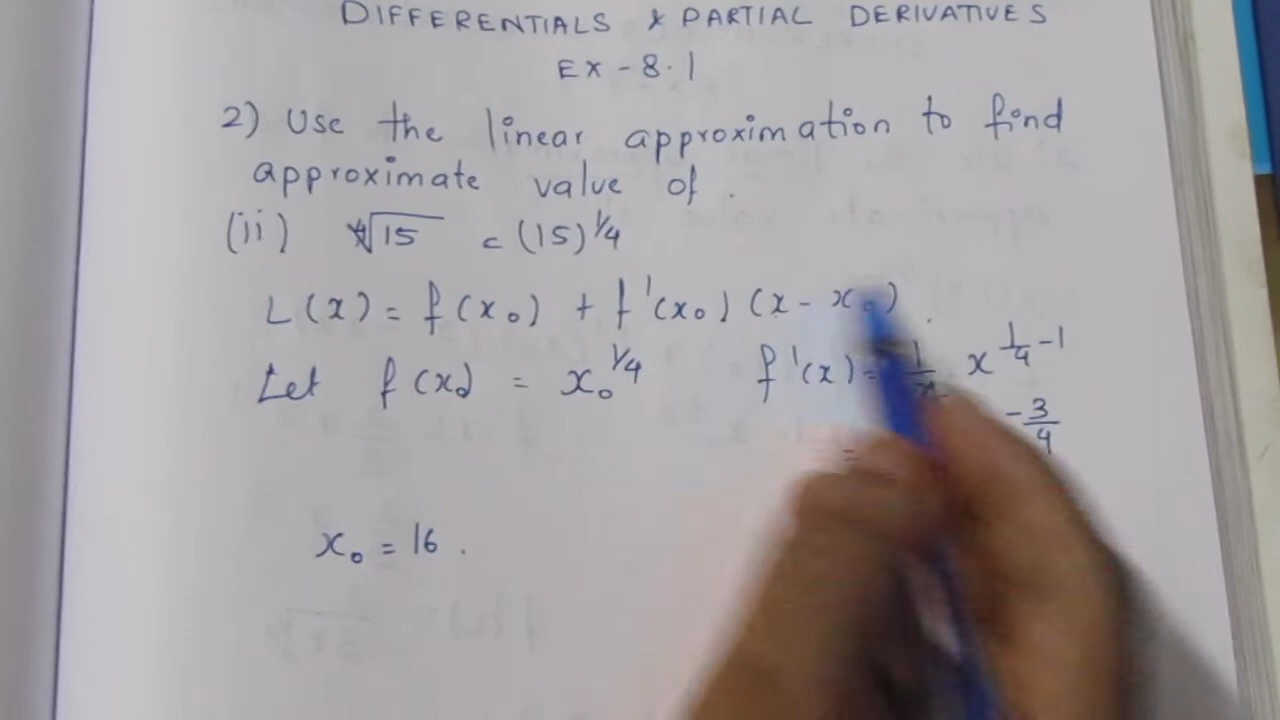 DIFFERENTIALS & PARTIAL DERIVATIVES
EX - 8.1
2) Use the linear approximation to find
approximate value of .
(ii) ∜15 = (15)^1/4
L(x) = f(x₀) + f'(x₀) (x - x₀)
Let f(x₀) = x₀^1/4 f'(x) = x^1/4 - 1
= -3/4
x₀ = 16 .